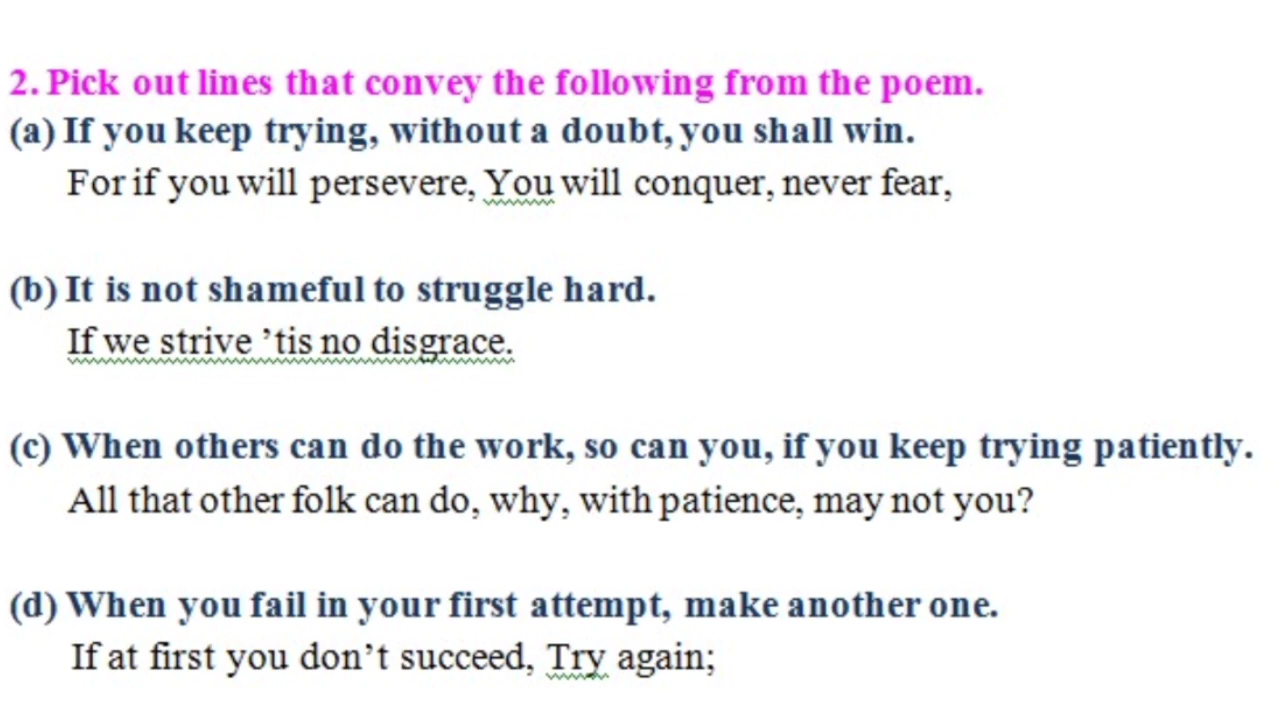 2. Pick out lines that convey the following from the poem.
(a) If you keep trying, without a doubt, you shall win.
For if you will persevere, You will conquer, never fear,
(b) It is not shameful to struggle hard.
If we strive ’tis no disgrace.
(c) When others can do the work, so can you, if you keep trying patiently.
All that other folk can do, why, with patience, may not you?
(d) When you fail in your first attempt, make another one.
If at first you don’t succeed, Try again;